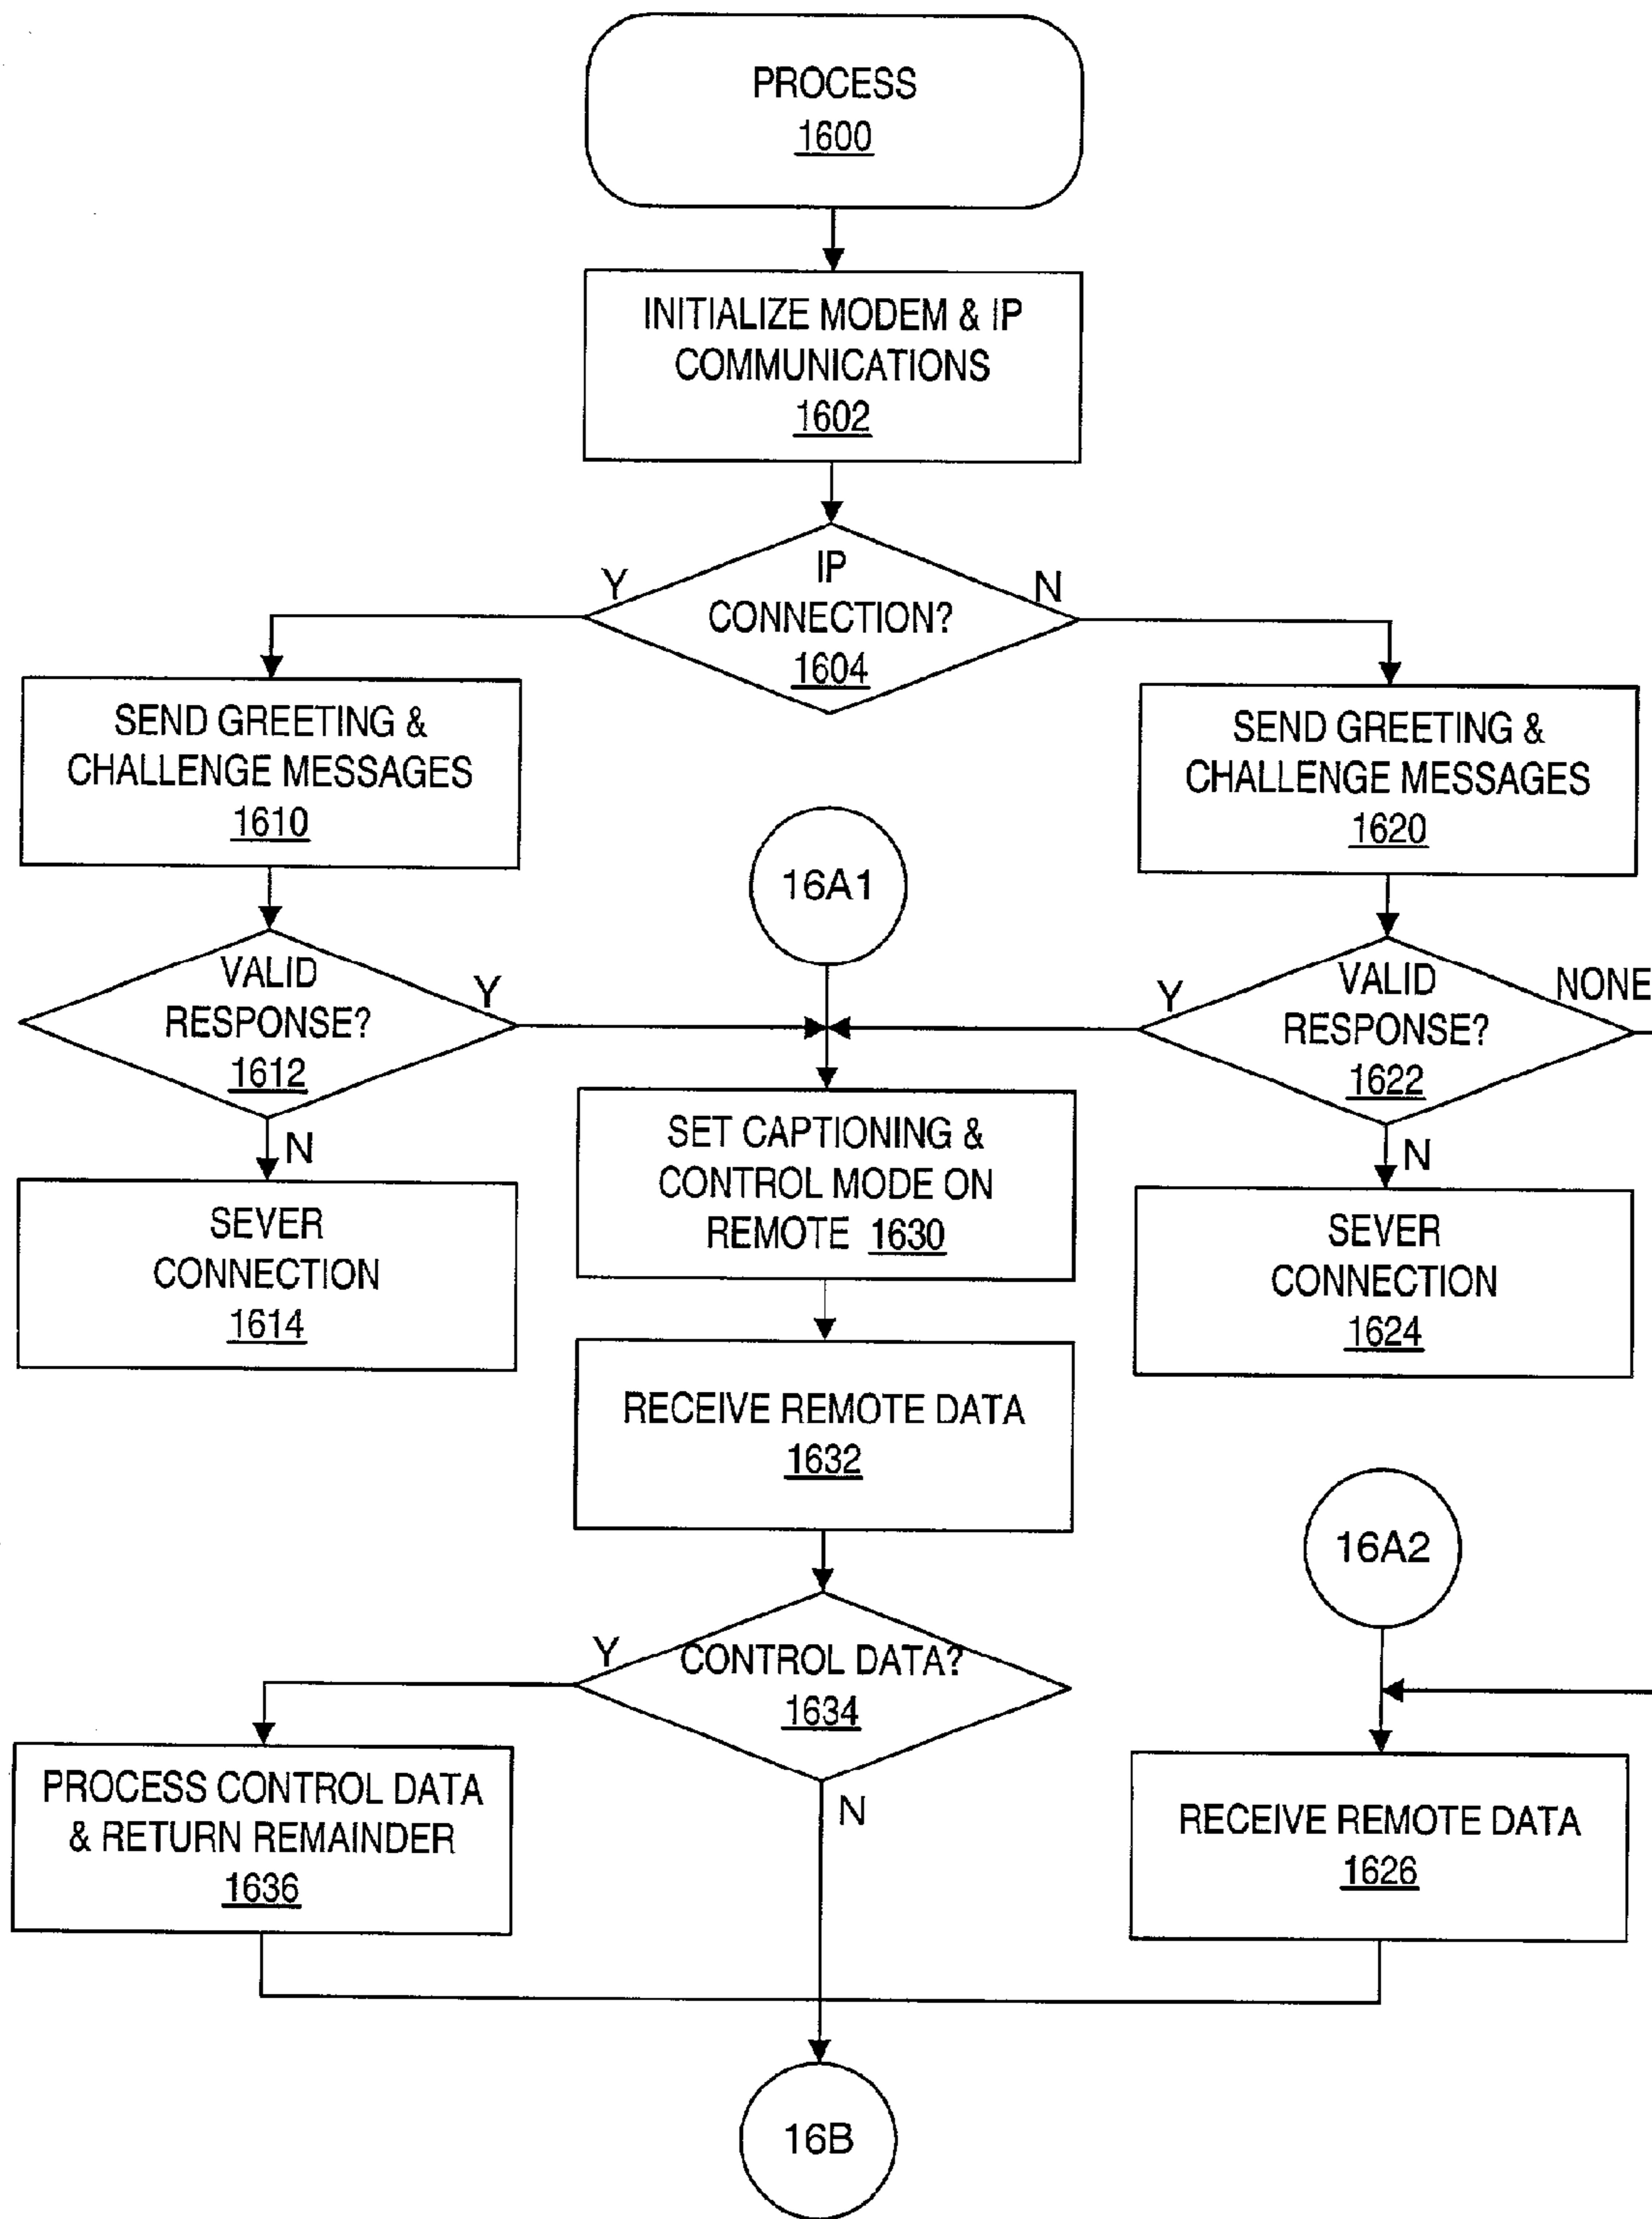 PROCESS
1600
INITIALIZE MODEM & IP
COMMUNICATIONS
1602
Y
IP
CONNECTION?
1604
N
SEND GREETING &
CHALLENGE MESSAGES
1610
SEND GREETING &
CHALLENGE MESSAGES
1620
16A1
VALID
RESPONSE?
1612
Y
N
Y
VALID
RESPONSE?
1622
NONE
N
SEVER
CONNECTION
1614
SET CAPTIONING &
CONTROL MODE ON
REMOTE 1630
SEVER
CONNECTION
1624
RECEIVE REMOTE DATA
1632
16A2
Y
CONTROL DATA?
1634
N
PROCESS CONTROL DATA
& RETURN REMAINDER
1636
RECEIVE REMOTE DATA
1626
16B